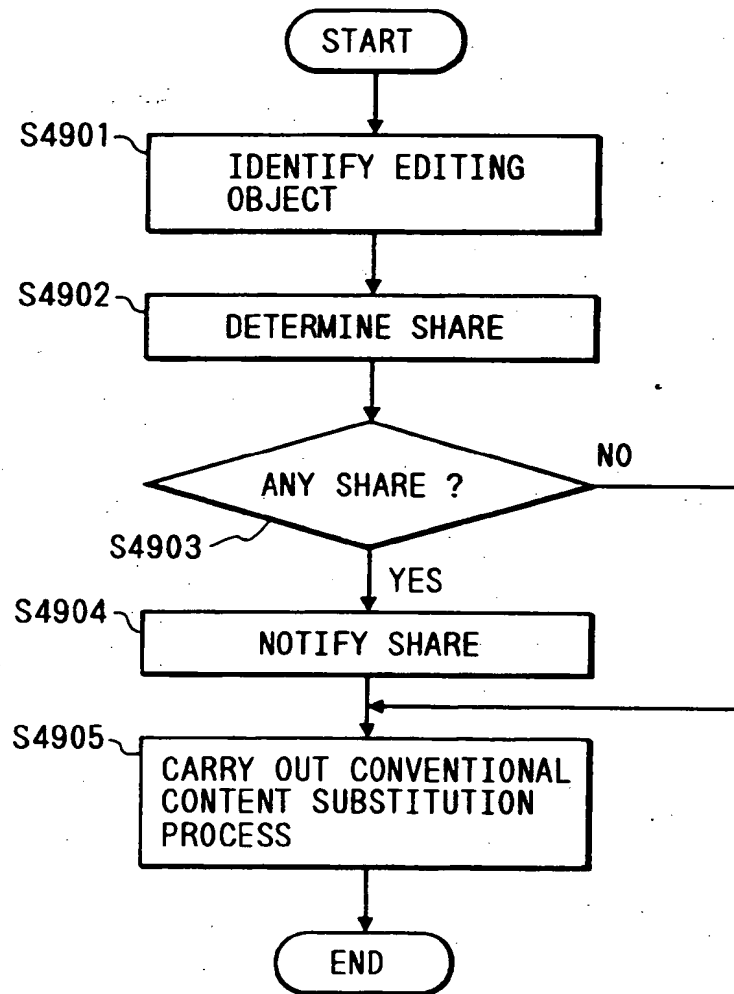 START
S4901
IDENTIFY EDITING
OBJECT
S4902
DETERMINE SHARE
ANY SHARE ?
NO
S4903
YES
S4904
NOTIFY SHARE
S4905
CARRY OUT CONVENTIONAL
CONTENT SUBSTITUTION
PROCESS
END